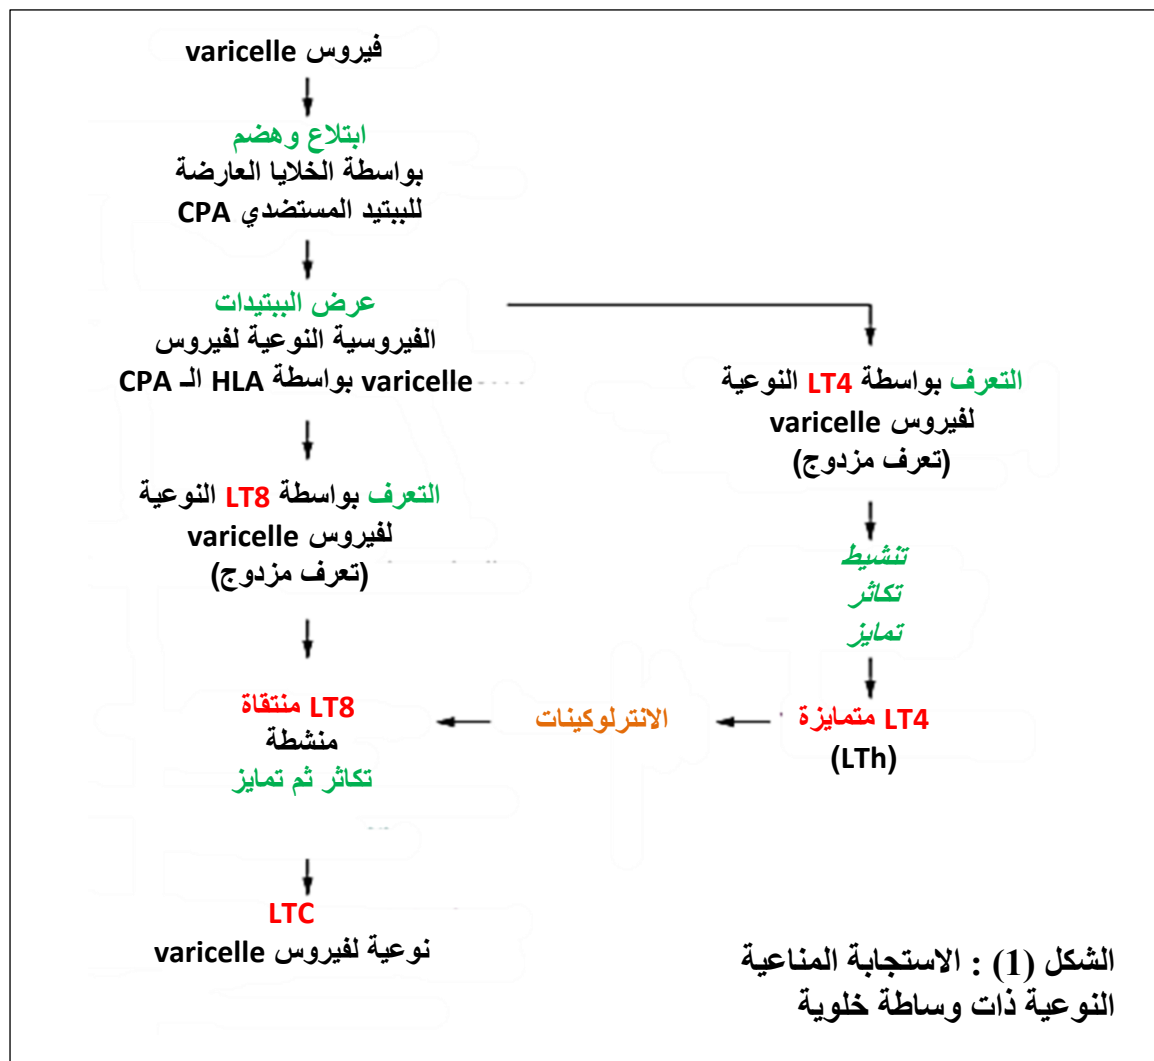 فيروس varicelle
ابتلاع وهضم
بواسطة الخلايا العارضة
للببتيد المستضدي CPA
عرض الببتيدات
الفيروسية النوعية لفيروس
varicelle بواسطة HLA الـ CPA
التعرف بواسطة LT8 النوعية
لفيروس varicelle
(تعرف مزدوج)
التعرف بواسطة LT4 النوعية
لفيروس varicelle
(تعرف مزدوج)
تنشيط
تكاثر
تمايز
LT4 متمايزة
(LTh)
الانترلوكينات
LT8 منتقاة
منشطة
تكاثر ثم تمايز
LTC
نوعية لفيروس varicelle
الشكل (1) : الاستجابة المناعية
النوعية ذات وساطة خلوية